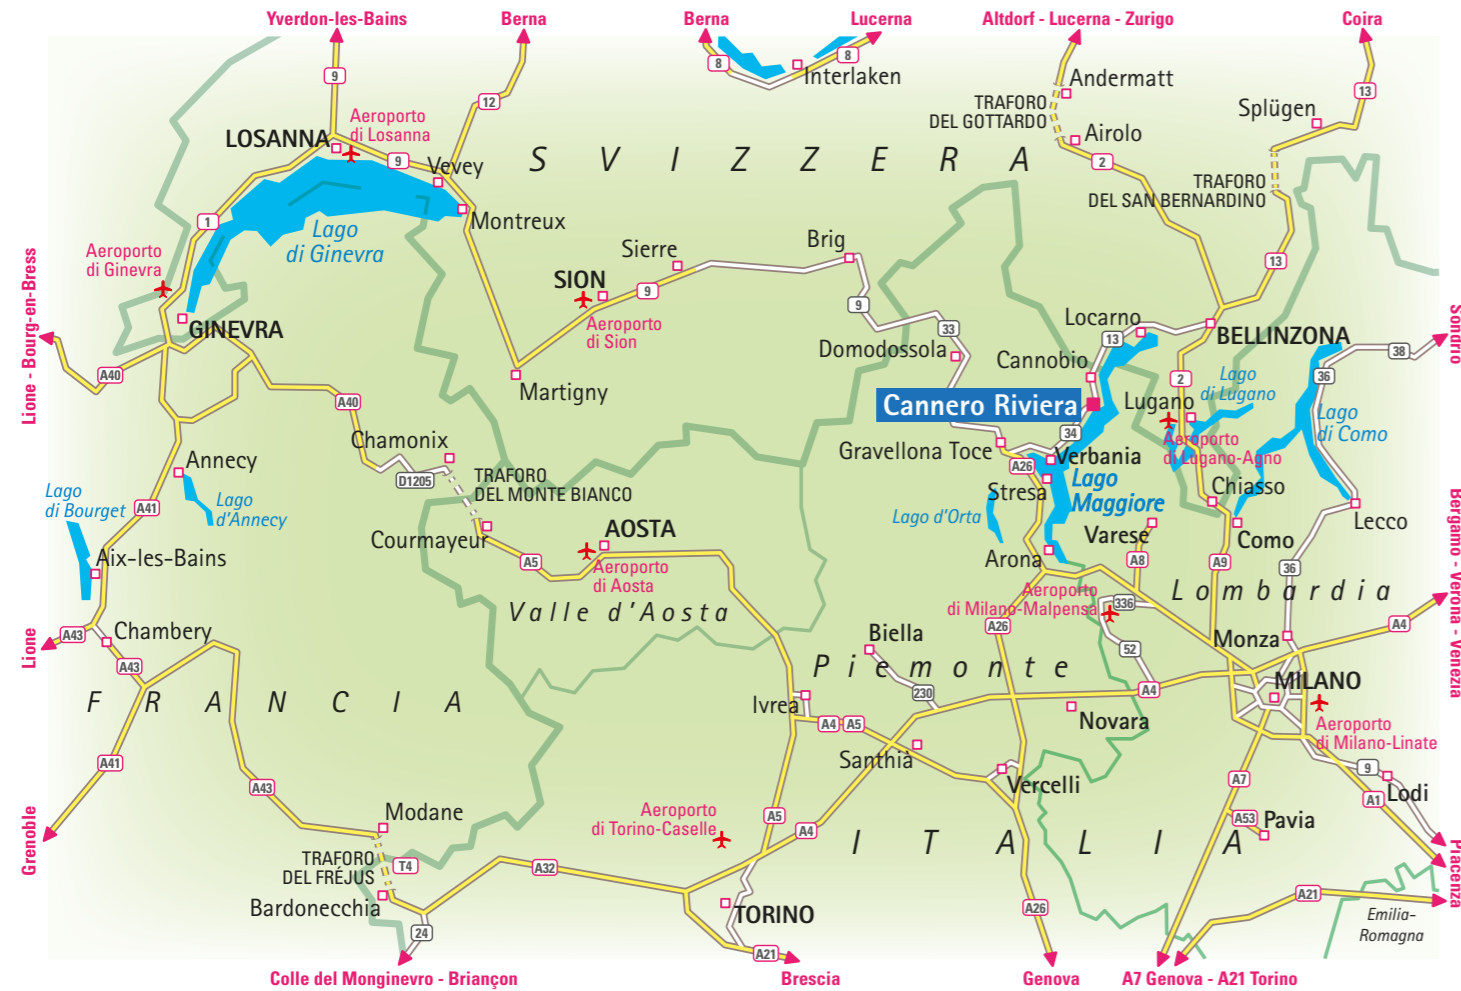 Yverdon-les-Bains
Berna
Berna
Lucerna
Altdorf - Lucerna - Zurigo
Coira
8
8
Interlaken
9
12
Andermatt
TRAFORO
DEL GOTTARDO
13
Splügen
LOSANNA
Aeroporto
di Losanna
9
Vevey
SVIZZERA
Airolo
2
TRAFORO
DEL SAN BERNARDINO
1
Lago
di Ginevra
Montreux
Aeroporto
di Ginevra
Sierre
Brig
13
SION
9
Aeroporto
di Sion
9
33
Locarno
13
BELLINZONA
GINEVRA
Lione - Bourg-en-Bress
Sondrio
Domodossola
Cannobio
38
36
A40
A40
Martigny
Cannero Riviera
Lugano
2
Lago
di Lugano
Lago
di Como
34
Aeroporto
di Lugano-Agno
Chamonix
D1205
TRAFORO
DEL MONTE BIANCO
Gravellona Toce
A26
Verbania
Annecy
Lago
d'Annecy
Lago
di Bourget
A41
Stresa
Lago
Maggiore
Chiasso
Lecco
Lago d'Orta
Varese
Como
Courmayeur
AOSTA
Aix-les-Bains
A5
Aeroporto
di Aosta
Arona
A8
A9
36
Bergamo - Verona - Venezia
Valle d'Aosta
Aeroporto
di Milano-Malpensa
336
Lombardia
Lione
A43
Chambery
A43
Biella
A26
52
Monza
A4
Piemonte
FRANCIA
230
A4
MILANO
Ivrea
A4
A5
Novara
Aeroporto
di Milano-Linate
Santhià
A41
A43
Vercelli
A7
9
A1
Lodi
Grenoble
Modane
Aeroporto
di Torino-Caselle
A5
A4
A53
Pavia
ITALIA
TRAFORO
DEL FRÉJUS
T4
A32
Piacenza
Bardonecchia
24
TORINO
A26
A21
A21
Emilia-
Romagna
Colle del Monginevro - Briançon
Brescia
Genova
A7 Genova - A21 Torino